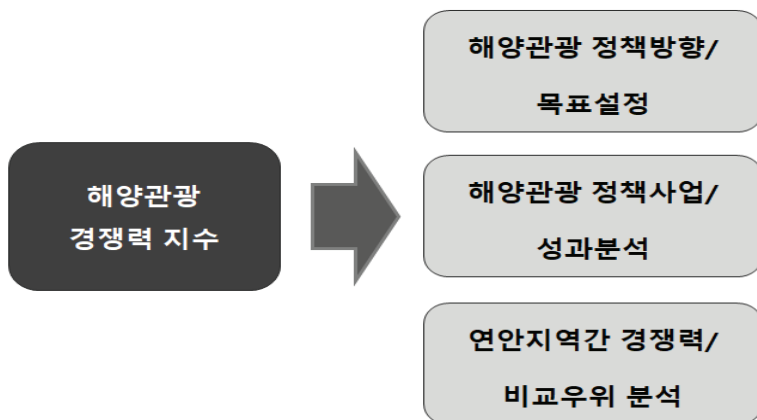 해양관광
경쟁력 지수
해양관광 정책방향/
목표설정
해양관광 정책사업/
성과분석
연안지역간 경쟁력/
비교우위 분석